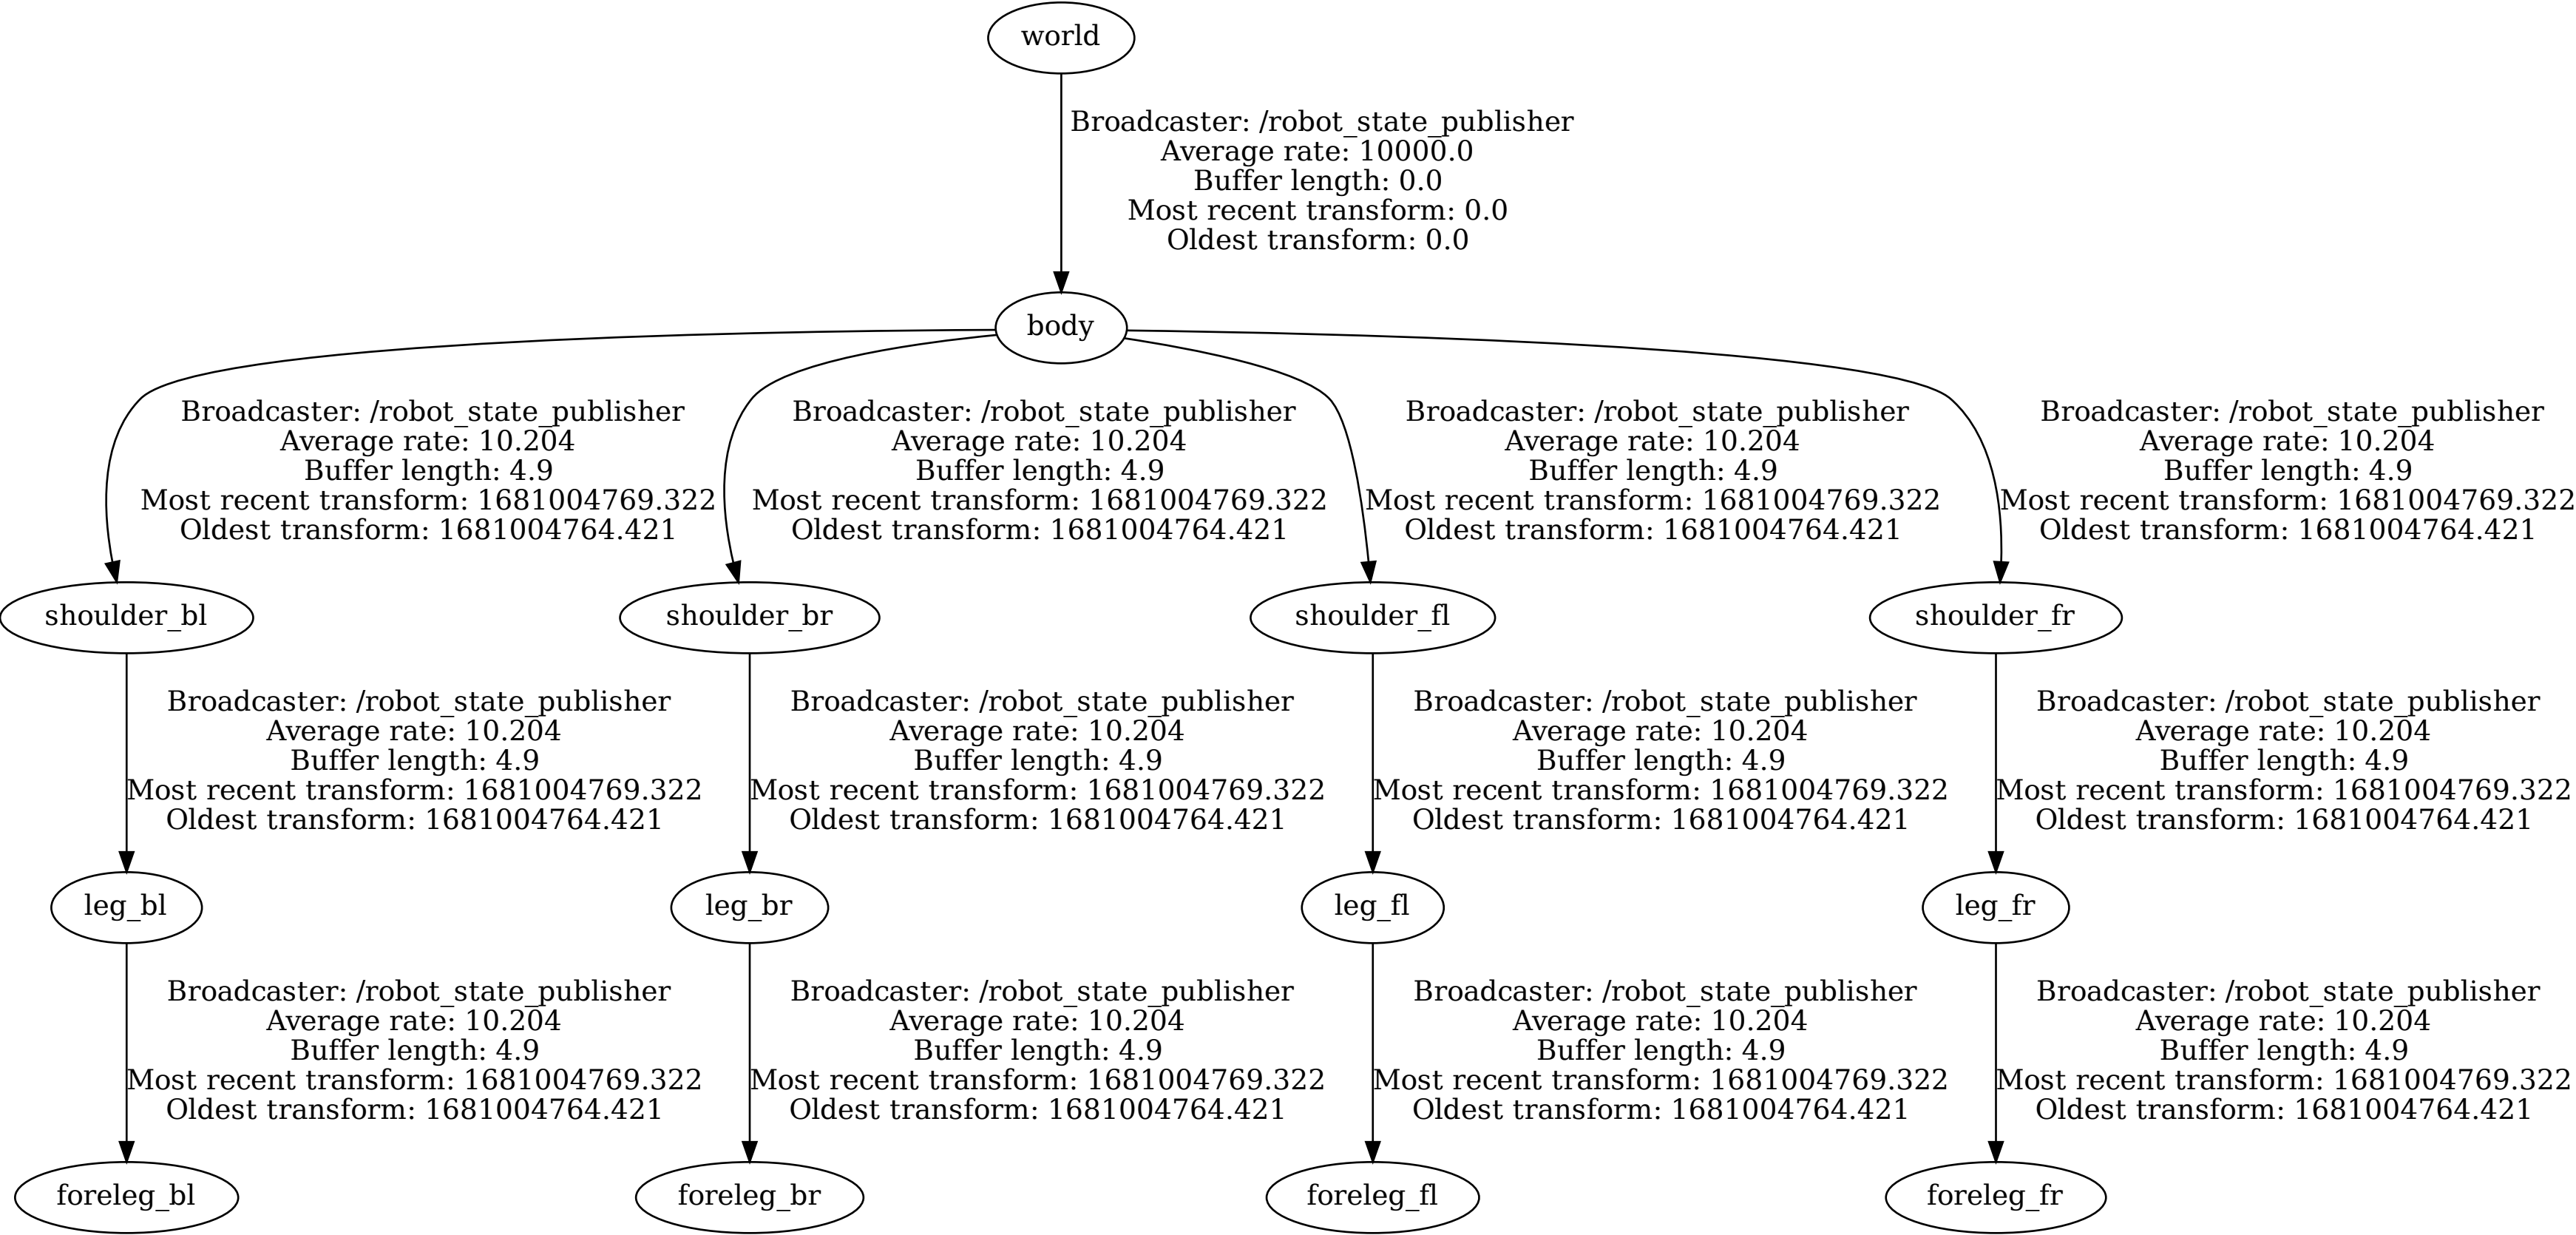 world
Broadcaster: /robot_state_publisher
Average rate: 10000.0
Buffer length: 0.0
Most recent transform: 0.0
Oldest transform: 0.0
body
Broadcaster: /robot_state_publisher
Average rate: 10.204
Buffer length: 4.9
Most recent transform: 1681004769.322
Oldest transform: 1681004764.421
Broadcaster: /robot_state_publisher
Average rate: 10.204
Buffer length: 4.9
Most recent transform: 1681004769.322
Oldest transform: 1681004764.421
Broadcaster: /robot_state_publisher
Average rate: 10.204
Buffer length: 4.9
Most recent transform: 1681004769.322
Oldest transform: 1681004764.421
Broadcaster: /robot_state_publisher
Average rate: 10.204
Buffer length: 4.9
Most recent transform: 1681004769.322
Oldest transform: 1681004764.421
shoulder_bl
shoulder_br
shoulder_fl
shoulder_fr
Broadcaster: /robot_state_publisher
Average rate: 10.204
Buffer length: 4.9
Most recent transform: 1681004769.322
Oldest transform: 1681004764.421
Broadcaster: /robot_state_publisher
Average rate: 10.204
Buffer length: 4.9
Most recent transform: 1681004769.322
Oldest transform: 1681004764.421
Broadcaster: /robot_state_publisher
Average rate: 10.204
Buffer length: 4.9
Most recent transform: 1681004769.322
Oldest transform: 1681004764.421
Broadcaster: /robot_state_publisher
Average rate: 10.204
Buffer length: 4.9
Most recent transform: 1681004769.322
Oldest transform: 1681004764.421
leg_bl
leg_br
leg_fl
leg_fr
Broadcaster: /robot_state_publisher
Average rate: 10.204
Buffer length: 4.9
Most recent transform: 1681004769.322
Oldest transform: 1681004764.421
Broadcaster: /robot_state_publisher
Average rate: 10.204
Buffer length: 4.9
Most recent transform: 1681004769.322
Oldest transform: 1681004764.421
Broadcaster: /robot_state_publisher
Average rate: 10.204
Buffer length: 4.9
Most recent transform: 1681004769.322
Oldest transform: 1681004764.421
Broadcaster: /robot_state_publisher
Average rate: 10.204
Buffer length: 4.9
Most recent transform: 1681004769.322
Oldest transform: 1681004764.421
foreleg_bl
foreleg_br
foreleg_fl
foreleg_fr